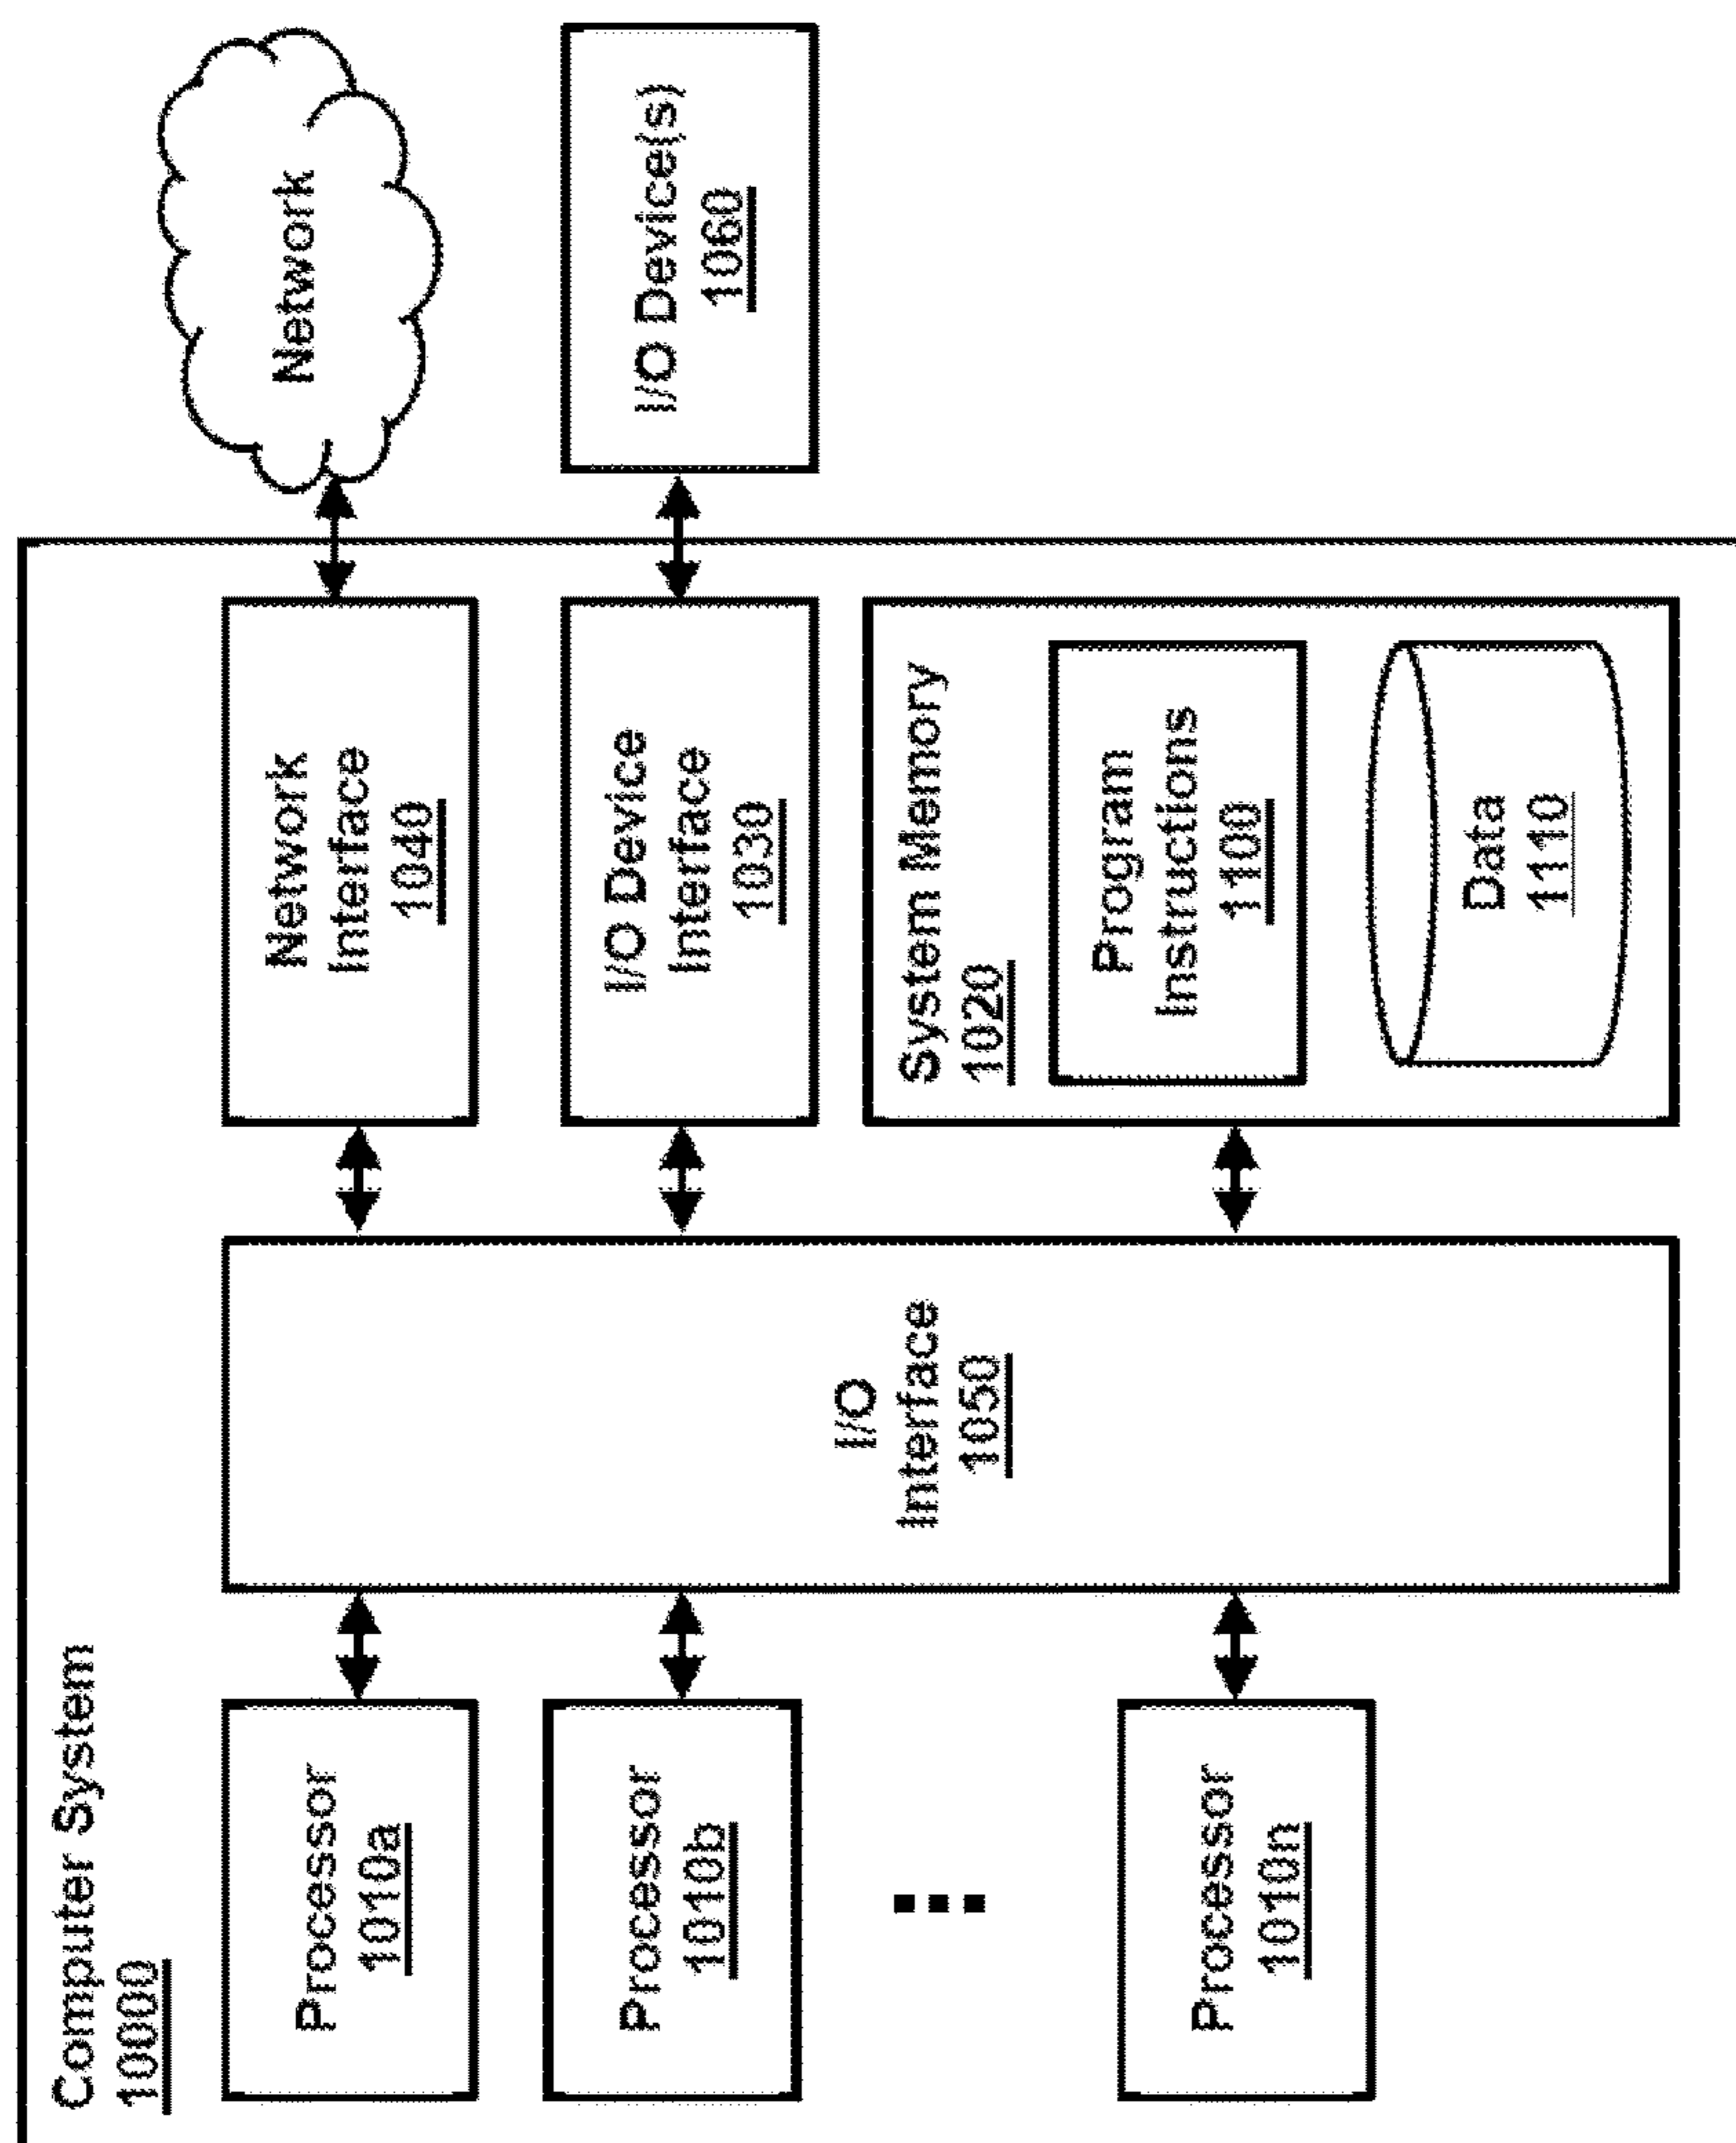 Computer System
10000
Processor
1010a
Processor
1010b
Processor
1010n
I/O
Interface
1050
Network
Interface
1040
I/O Device
Interface
1030
System Memory
1020
Program
Instructions
1100
Data
1110
Network
I/O Device(s)
1060